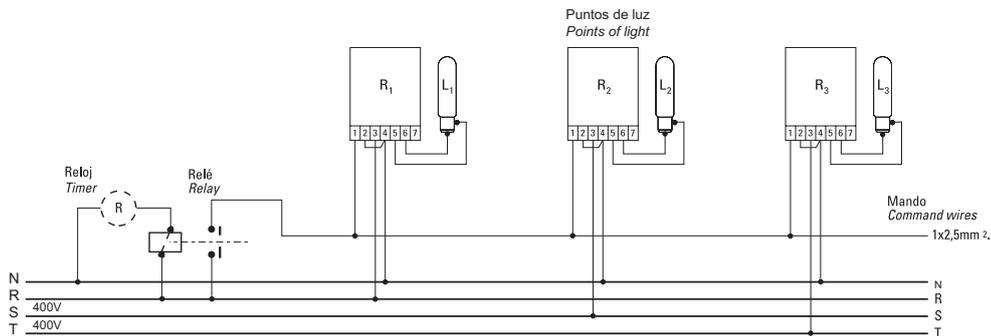 Puntos de luz
Points of light
R1
L1
R2
L2
R3
L3
1 2 3 4 5 6 7
1 2 3 4 5 6 7
1 2 3 4 5 6 7
Reloj
Timer
R
Relé
Relay
Mando
Command wires
1x2,5mm 2.
N
R
S
T
400V
400V
N
R
S
T